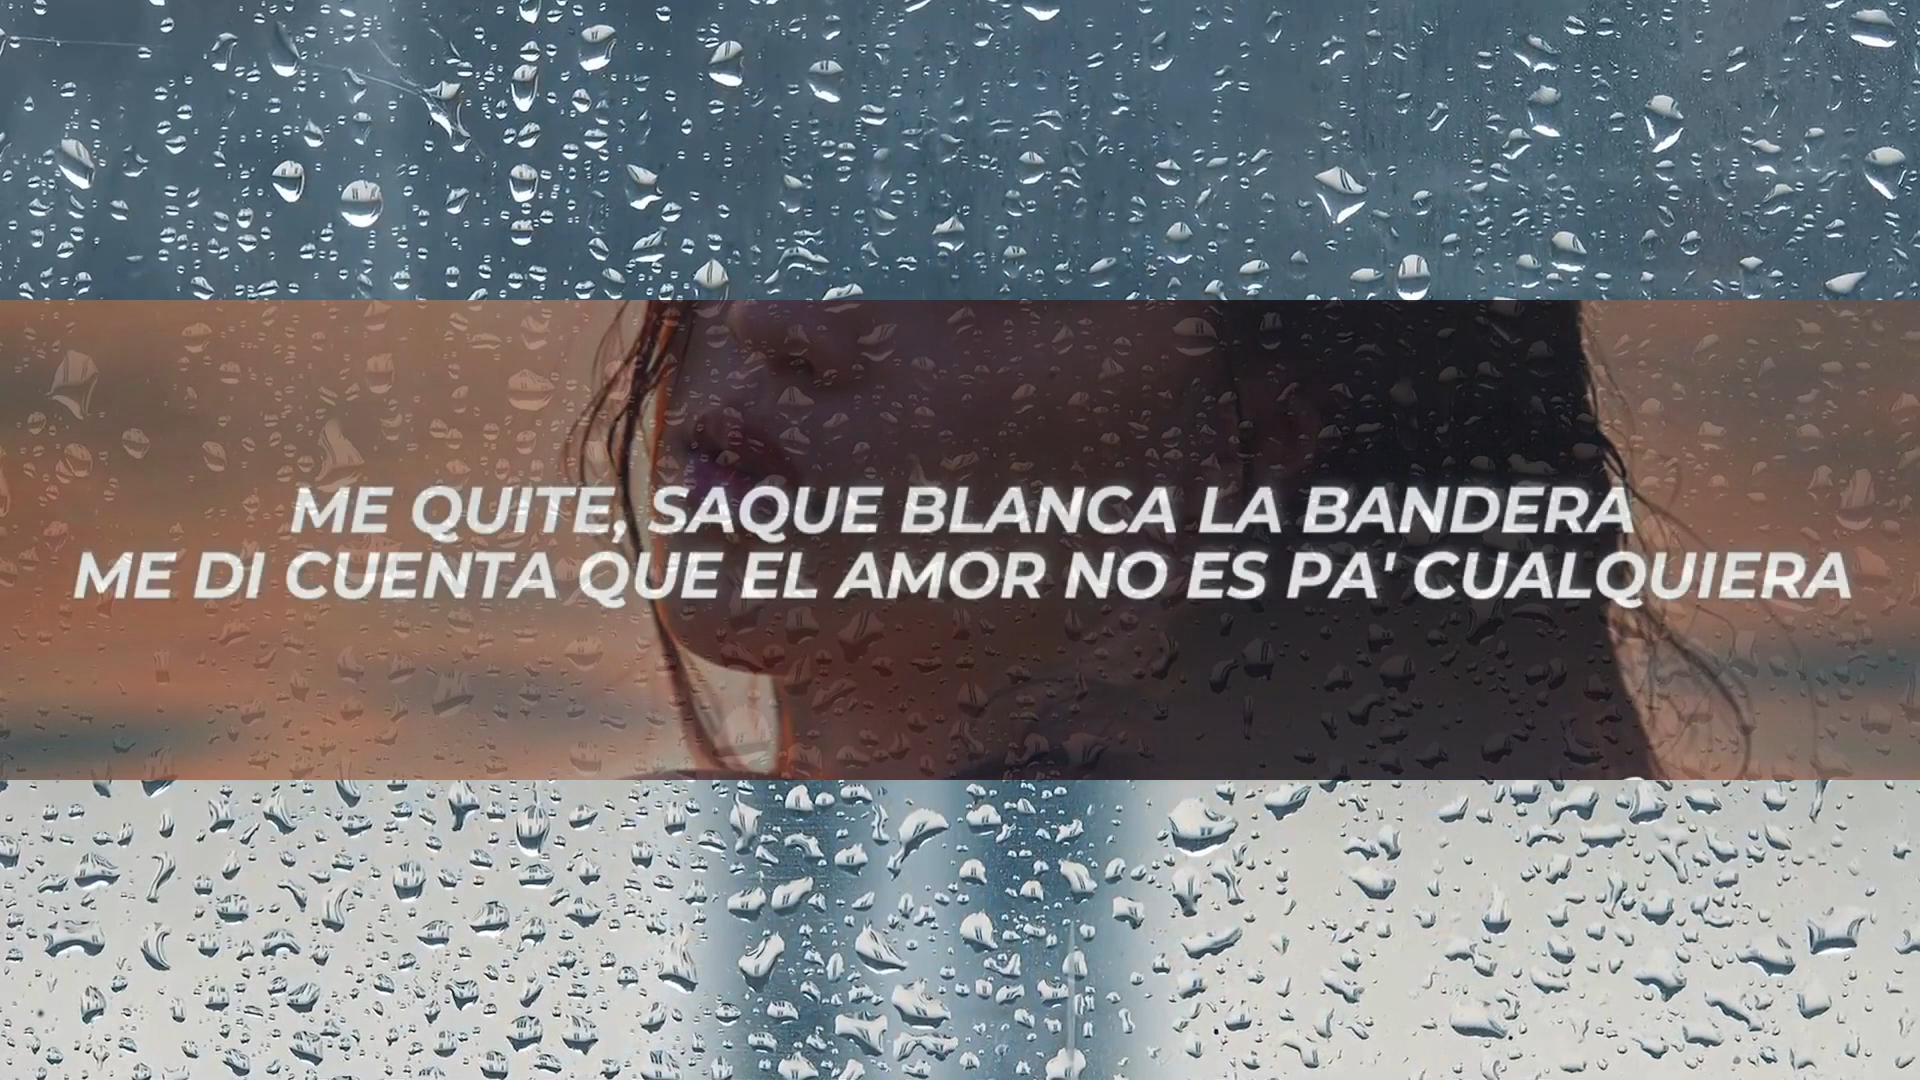 ME QUITE, SAQUE BLANCA LA BANDERA
ME DI CUENTA QUE EL AMOR NO ES PA' CUALQUIERA